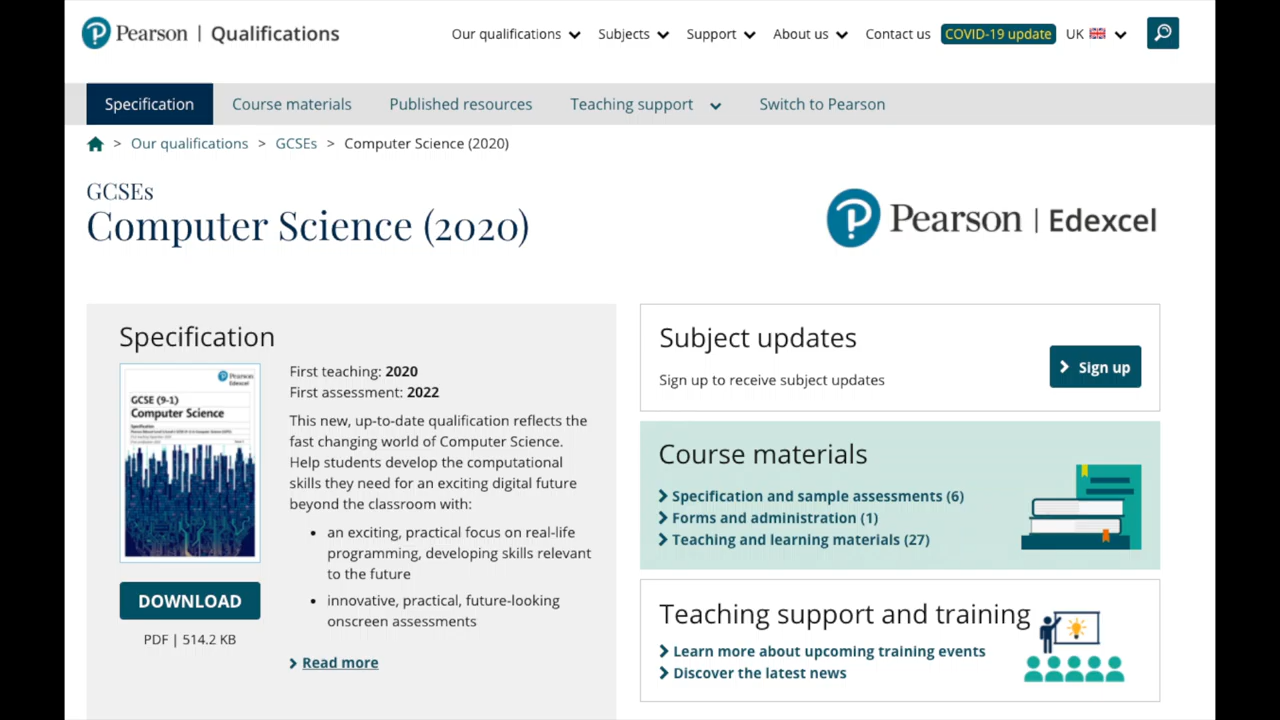 Pearson | Qualifications
Our qualifications
Subjects
Support
About us
Contact us
COVID-19 update
UK
Specification
Course materials
Published resources
Teaching support
Switch to Pearson
> Our qualifications > GCSEs > Computer Science (2020)
GCSEs
Computer Science (2020)
Pearson | Edexcel
Specification
Pearson
Edexcel
GCSE (9-1)
Computer Science
Specification
DOWNLOAD
PDF | 514.2 KB
First teaching: 2020
First assessment: 2022
This new, up-to-date qualification reflects the
fast changing world of Computer Science.
Help students develop the computational
skills they need for an exciting digital future
beyond the classroom with:
• an exciting, practical focus on real-life
programming, developing skills relevant
to the future
• innovative, practical, future-looking
onscreen assessments
Read more
Subject updates
Sign up to receive subject updates
Sign up
Course materials
Specification and sample assessments (6)
Forms and administration (1)
Teaching and learning materials (27)
Teaching support and training
Learn more about upcoming training events
Discover the latest news